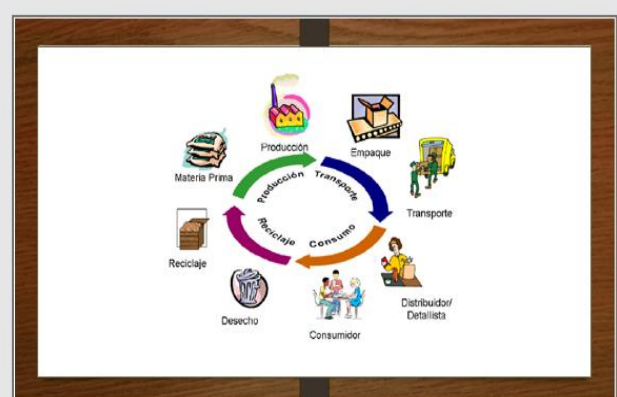 Producción
Empaque
Materia Prima
Producción Transporte
Transporte
Reciclaje Consumo
Reciclaje
Distribuidor/
Detallista
Desecho
Consumidor